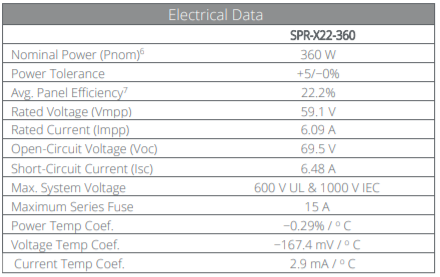 Electrical Data
SPR-X22-360
Nominal Power (Pnom)⁶ 360 W
Power Tolerance +5/−0%
Avg. Panel Efficiency⁷ 22.2%
Rated Voltage (Vmpp) 59.1 V
Rated Current (Impp) 6.09 A
Open-Circuit Voltage (Voc) 69.5 V
Short-Circuit Current (Isc) 6.48 A
Max. System Voltage 600 V UL & 1000 V IEC
Maximum Series Fuse 15 A
Power Temp Coef. −0.29% / º C
Voltage Temp Coef. −167.4 mV / º C
Current Temp Coef. 2.9 mA / º C